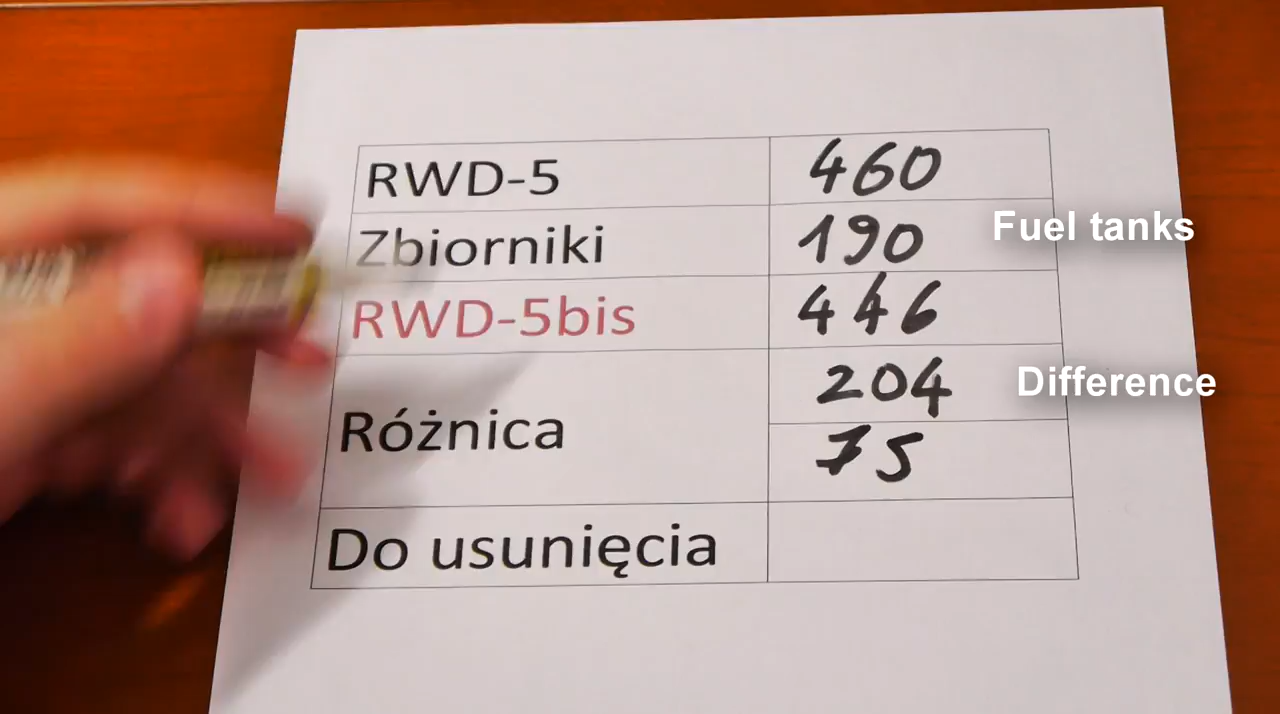 RWD-5 460
Zbiorniki 190 Fuel tanks
RWD-5bis 446
204 Difference
Różnica
75
Do usunięcia